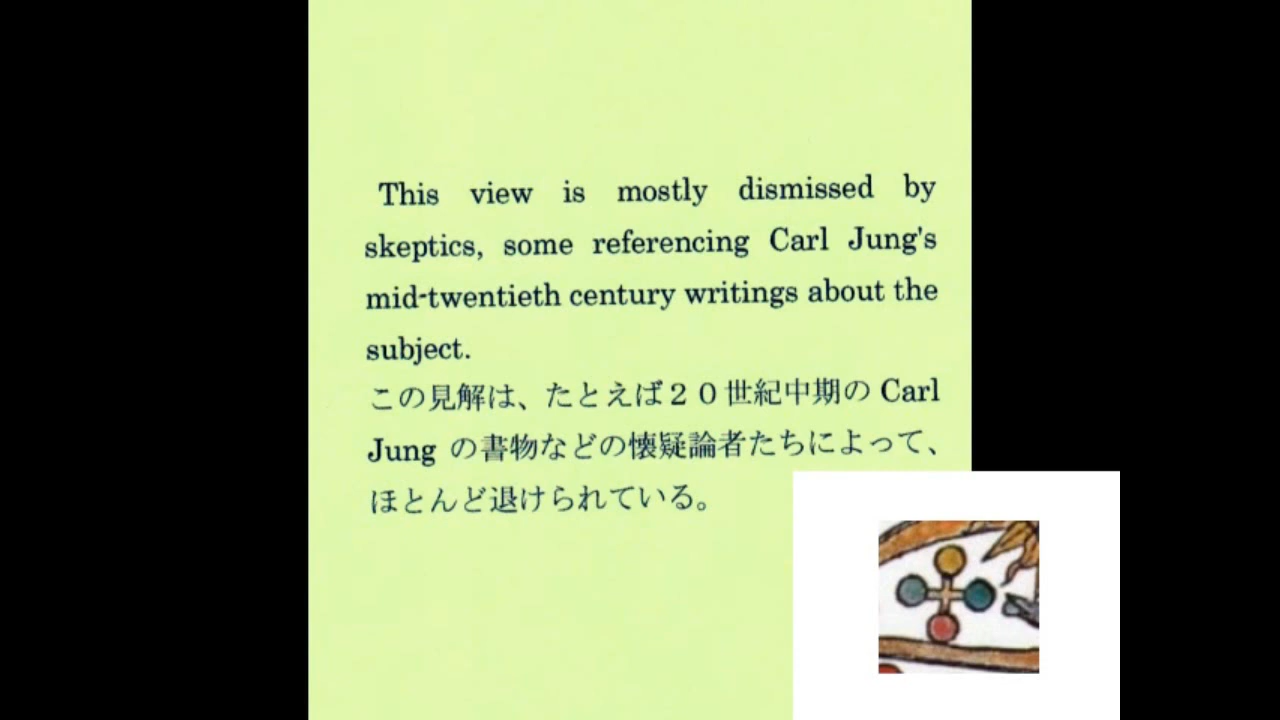 This view is mostly dismissed by
skeptics, some referencing Carl Jung's
mid-twentieth century writings about the
subject.
この見解は、たとえば２０世紀中期の Carl
Jung の書物などの懐疑論者たちによって、
ほとんど退けられている。